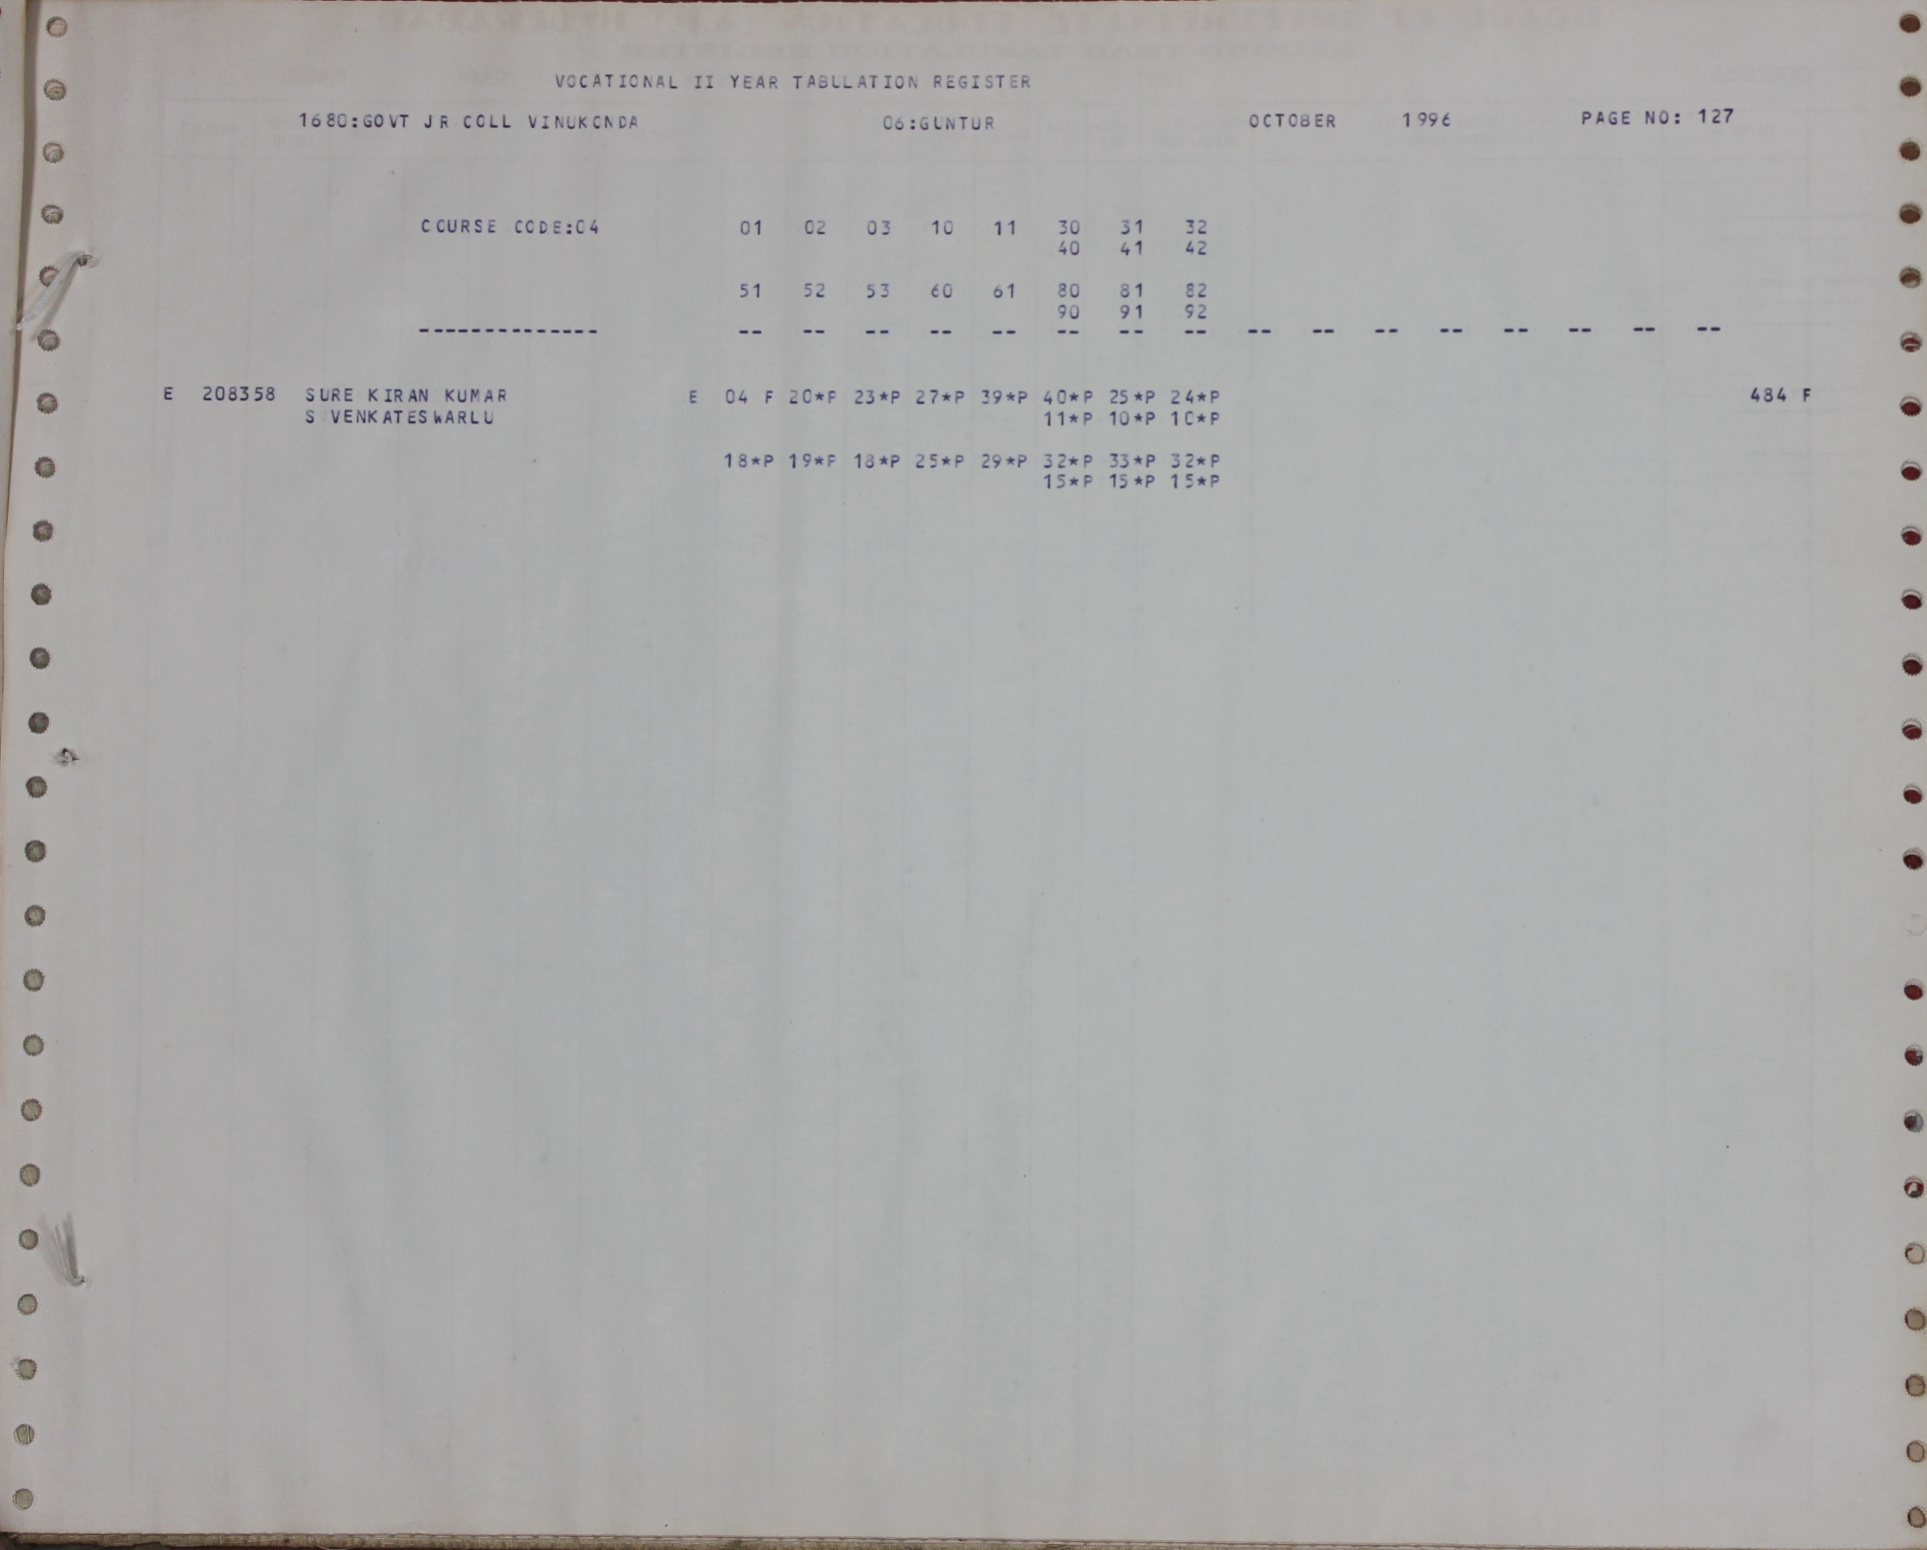 VOCATIONAL II YEAR TABULATION REGISTER
1680:GOVT JR COLL VINUKONDA 06:GUNTUR OCTOBER 1996 PAGE NO: 127
COURSE CODE:04 01 02 03 10 11 30 31 32
40 41 42
51 52 53 60 61 80 81 82
90 91 92
-------------- -- -- -- -- -- -- -- -- -- -- -- -- -- -- -- --
E 208358 SURE KIRAN KUMAR E 04 F 20*P 23*P 27*P 39*P 40*P 25*P 24*P 484 F
S VENKATESWARLU 11*P 10*P 10*P
18*P 19*P 18*P 25*P 29*P 32*P 33*P 32*P
15*P 15*P 15*P